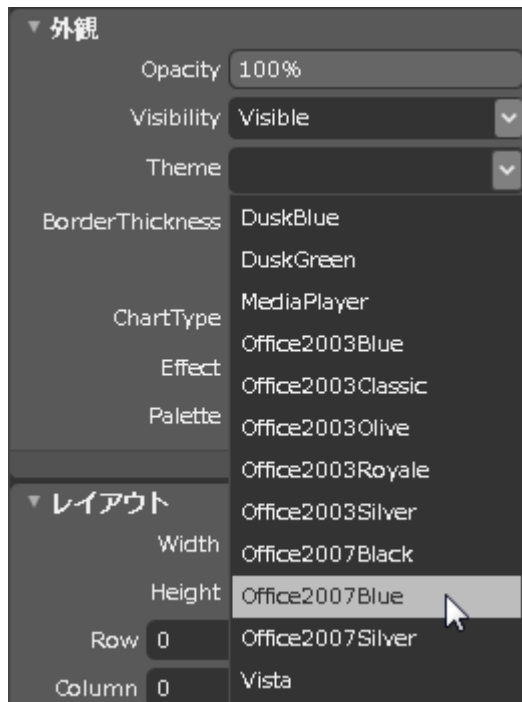 外観
Opacity 100%
Visibility Visible
Theme
BorderThickness
ChartType
Effect
Palette
DuskBlue
DuskGreen
MediaPlayer
Office2003Blue
Office2003Classic
Office2003Olive
Office2003Royale
Office2003Silver
Office2007Black
Office2007Blue
Office2007Silver
Vista
レイアウト
Width
Height
Row 0
Column 0